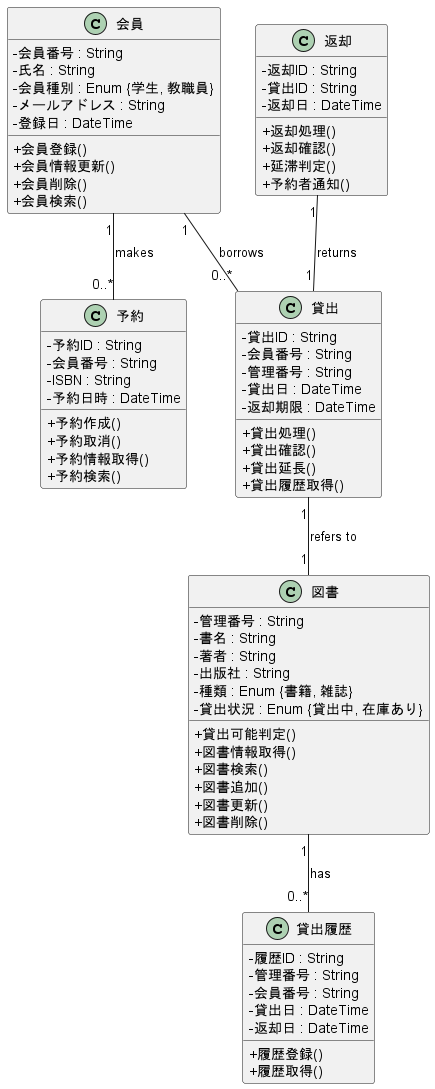 C 会員
-会員番号 : String
-氏名 : String
-会員種別 : Enum {学生, 教職員}
-メールアドレス : String
-登録日 : DateTime
+会員登録()
+会員情報更新()
+会員削除()
+会員検索()
C 返却
-返却ID : String
-貸出ID : String
-返却日 : DateTime
+返却処理()
+返却確認()
+延滞判定()
+予約者通知()
1
makes
0..*
1
borrows
0..*
1
returns
1
C 予約
-予約ID : String
-会員番号 : String
-ISBN : String
-予約日時 : DateTime
+予約作成()
+予約取消()
+予約情報取得()
+予約検索()
C 貸出
-貸出ID : String
-会員番号 : String
-管理番号 : String
-貸出日 : DateTime
-返却期限 : DateTime
+貸出処理()
+貸出確認()
+貸出延長()
+貸出履歴取得()
1
refers to
1
C 図書
-管理番号 : String
-書名 : String
-著者 : String
-出版社 : String
-種類 : Enum {書籍, 雑誌}
-貸出状況 : Enum {貸出中, 在庫あり}
+貸出可能判定()
+図書情報取得()
+図書検索()
+図書追加()
+図書更新()
+図書削除()
1
has
0..*
C 貸出履歴
-履歴ID : String
-管理番号 : String
-会員番号 : String
-貸出日 : DateTime
-返却日 : DateTime
+履歴登録()
+履歴取得()